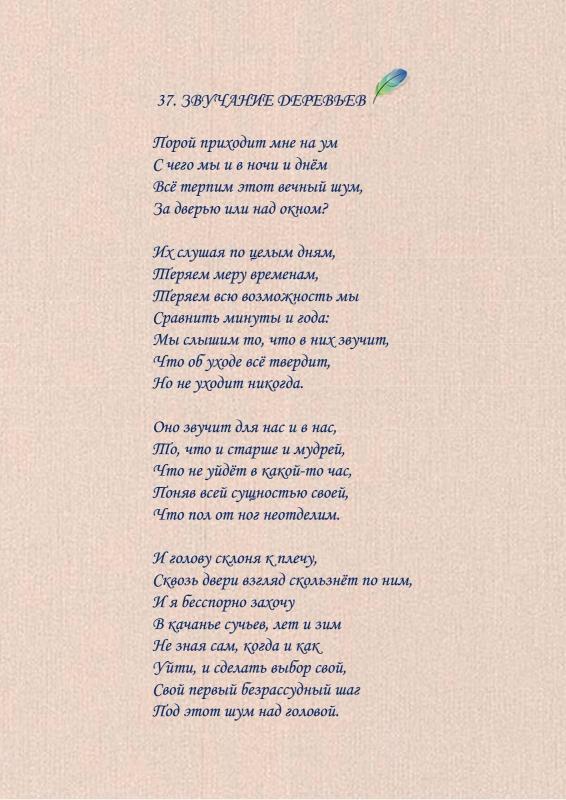 37. ЗВУЧАНИЕ ДЕРЕВЬЕВ
Порой приходит мне на ум
С чего мы и в ночи и днём
Всё терпим этот вечный шум,
За дверью или над окном?
Их слушая по целым дням,
Теряем меру временам,
Теряем всю возможность мы
Сравнить минуты и года:
Мы слышим то, что в них звучит,
Что об уходе всё твердит,
Но не уходит никогда.
Оно звучит для нас и в нас,
То, что и старше и мудрей,
Что не уйдёт в какой-то час,
Поняв всей сущностью своей,
Что пол от ног неотделим.
И голову склоня к плечу,
Сквозь двери взгляд скользнёт по ним,
И я бесспорно захочу
В качанье сучьев, лет и зим
Не зная сам, когда и как
Уйти, и сделать выбор свой,
Свой первый безрассудный шаг
Под этот шум над головой.